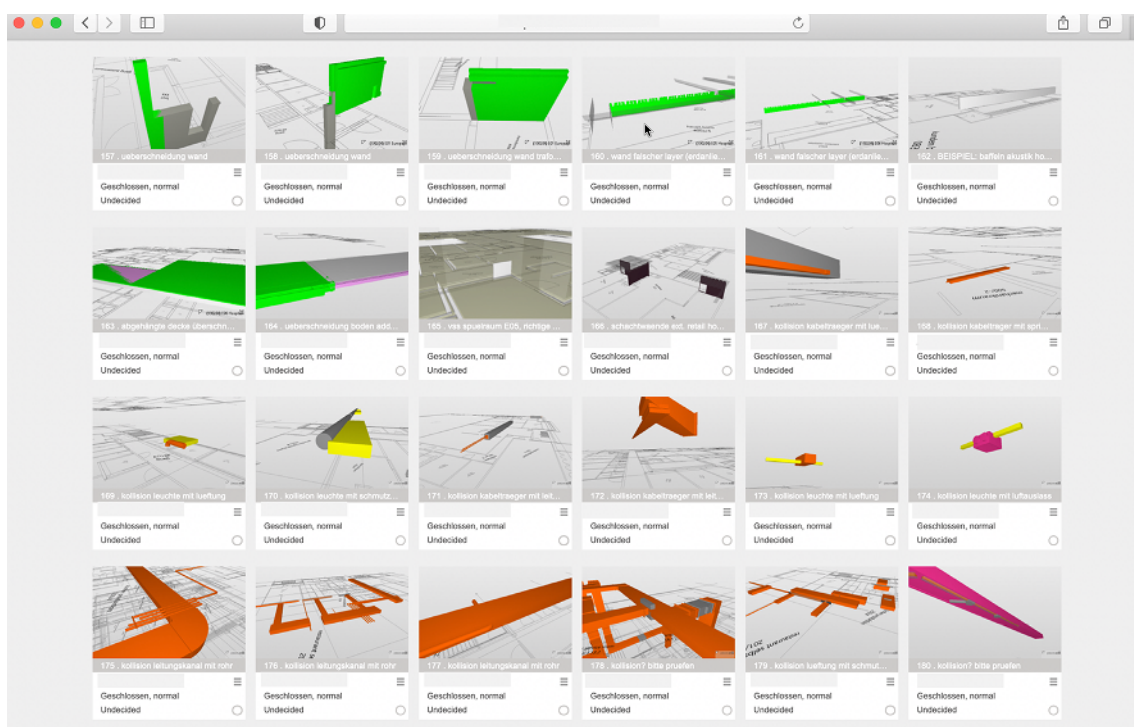 157 . ueberschneidung wand
158 . ueberschneidung wand
159 . ueberschneidung wand trafo...
160 . wand falscher layer (erdanlie...
161 . wand falscher layer (erdanlie...
162 . BEISPIEL: baffeln akustik ho...
Geschlossen, normal
Geschlossen, normal
Geschlossen, normal
Geschlossen, normal
Geschlossen, normal
Geschlossen, normal
Undecided
Undecided
Undecided
Undecided
Undecided
Undecided
163 . abgehängte decke überschn...
164 . ueberschneidung boden add...
165 . vss spuelraum E05, richtige ...
166 . schachtwaende ext. retail ho...
167 . kollision kabeltraeger mit lue...
168 . kollision kabeltrager mit spri...
Geschlossen, normal
Geschlossen, normal
Geschlossen, normal
Geschlossen, normal
Geschlossen, normal
Geschlossen, normal
Undecided
Undecided
Undecided
Undecided
Undecided
Undecided
169 . kollision leuchte mit lueftung
170 . kollision leuchte mit schmutz...
171 . kollision kabeltraeger mit leit...
172 . kollision kabeltraeger mit leit...
173 . kollision leuchte mit lueftung
174 . kollision leuchte mit luftauslass
Geschlossen, normal
Geschlossen, normal
Geschlossen, normal
Geschlossen, normal
Geschlossen, normal
Geschlossen, normal
Undecided
Undecided
Undecided
Undecided
Undecided
Undecided
175 . kollision leitungskanal mit rohr
176 . kollision leitungskanal mit rohr
177 . kollision leitungskanal mit rohr
178 . kollision? bitte pruefen
179 . kollision lueftung mit schmut...
180 . kollision? bitte pruefen
Geschlossen, normal
Geschlossen, normal
Geschlossen, normal
Geschlossen, normal
Geschlossen, normal
Geschlossen, normal
Undecided
Undecided
Undecided
Undecided
Undecided
Undecided